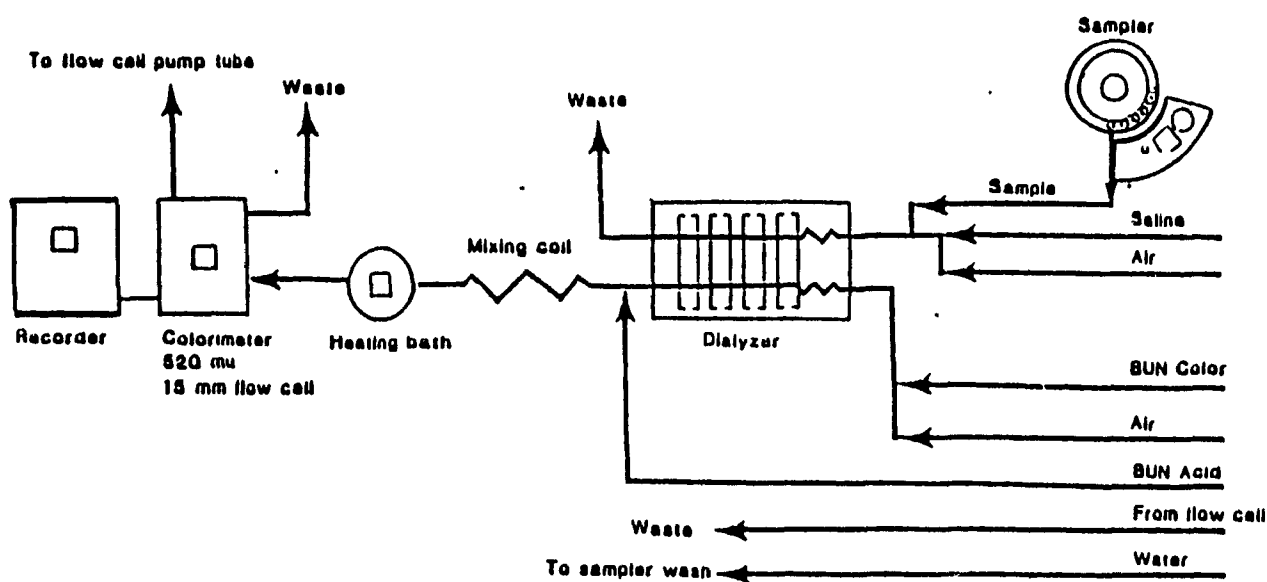 Sampler
To flow cell pump tube
Waste
Waste
Sample
Saline
Air
Mixing coil
Recorder
Colorimeter
520 mu
15 mm flow cell
Heating bath
Dialyzer
BUN Color
Air
BUN Acid
From flow cell
Waste
Water
To sampler wash